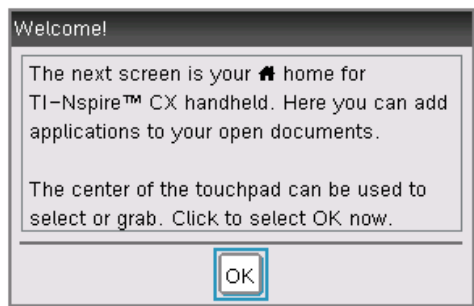 Welcome!
The next screen is your home for
TI-Nspire™ CX handheld. Here you can add
applications to your open documents.
The center of the touchpad can be used to
select or grab. Click to select OK now.
OK